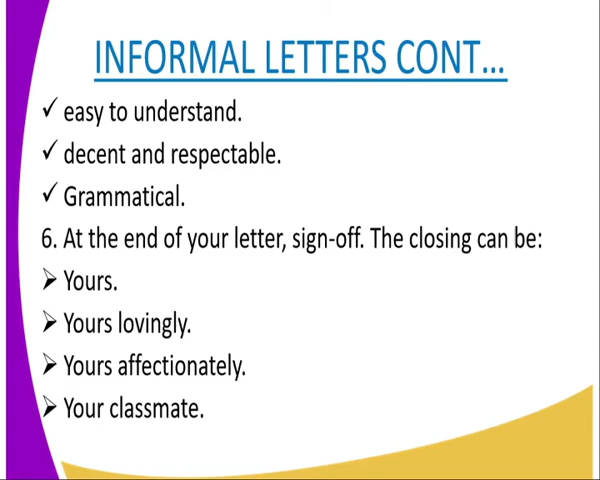 INFORMAL LETTERS CONT...
✓ easy to understand.
✓ decent and respectable.
✓ Grammatical.
6. At the end of your letter, sign-off. The closing can be:
➢ Yours.
➢ Yours lovingly.
➢ Yours affectionately.
➢ Your classmate.